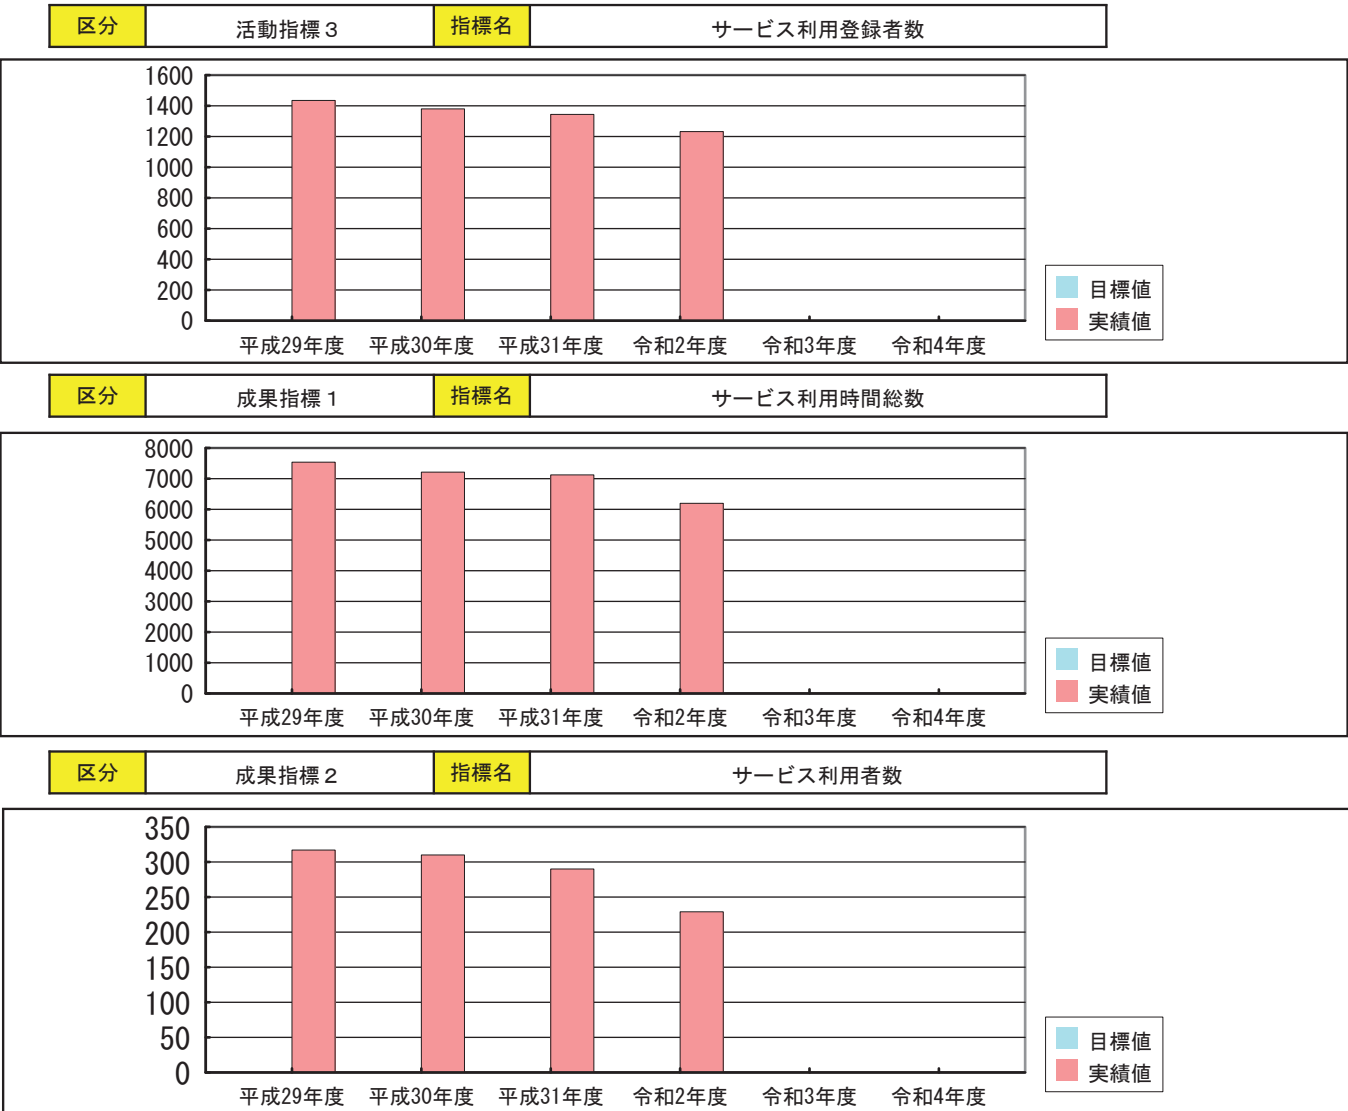 区分 活動指標３ 指標名 サービス利用登録者数
1600
1400
1200
1000
800
600
400
200
0
平成29年度 平成30年度 平成31年度 令和2年度 令和3年度 令和4年度
目標値
実績値
区分 成果指標１ 指標名 サービス利用時間総数
8000
7000
6000
5000
4000
3000
2000
1000
0
平成29年度 平成30年度 平成31年度 令和2年度 令和3年度 令和4年度
目標値
実績値
区分 成果指標２ 指標名 サービス利用者数
350
300
250
200
150
100
50
0
平成29年度 平成30年度 平成31年度 令和2年度 令和3年度 令和4年度
目標値
実績値